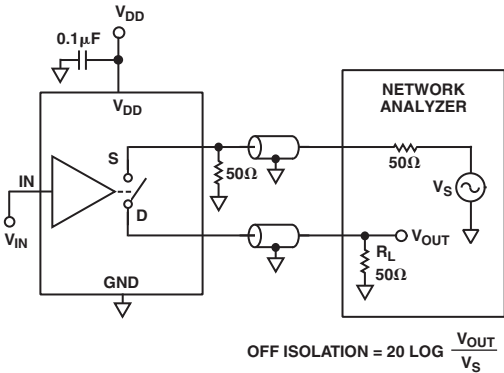 VDD
0.1µF
VDD
NETWORK
ANALYZER
S
50Ω
50Ω
IN
VS
D
VOUT
VIN
RL
50Ω
GND
OFF ISOLATION = 20 LOG VOUT
VS